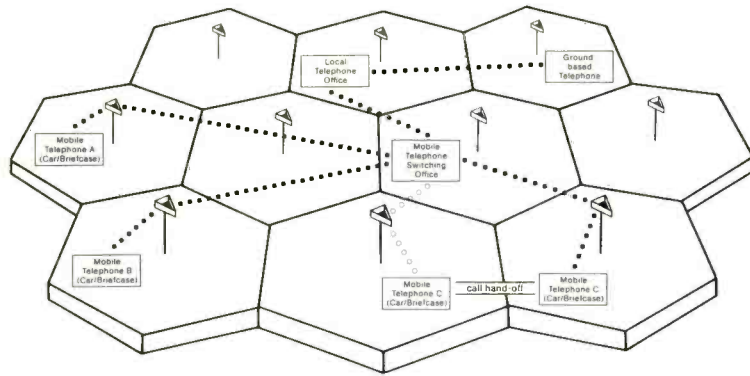 Local
Telephone
Office
Ground
based
Telephone
Mobile
Telephone A
(Car/Briefcase)
Mobile
Telephone
Switching
Office
Mobile
Telephone B
(Car/Briefcase)
Mobile
Telephone C
(Car/Briefcase)
call hand-off
Mobile
Telephone C
(Car/Briefcase)